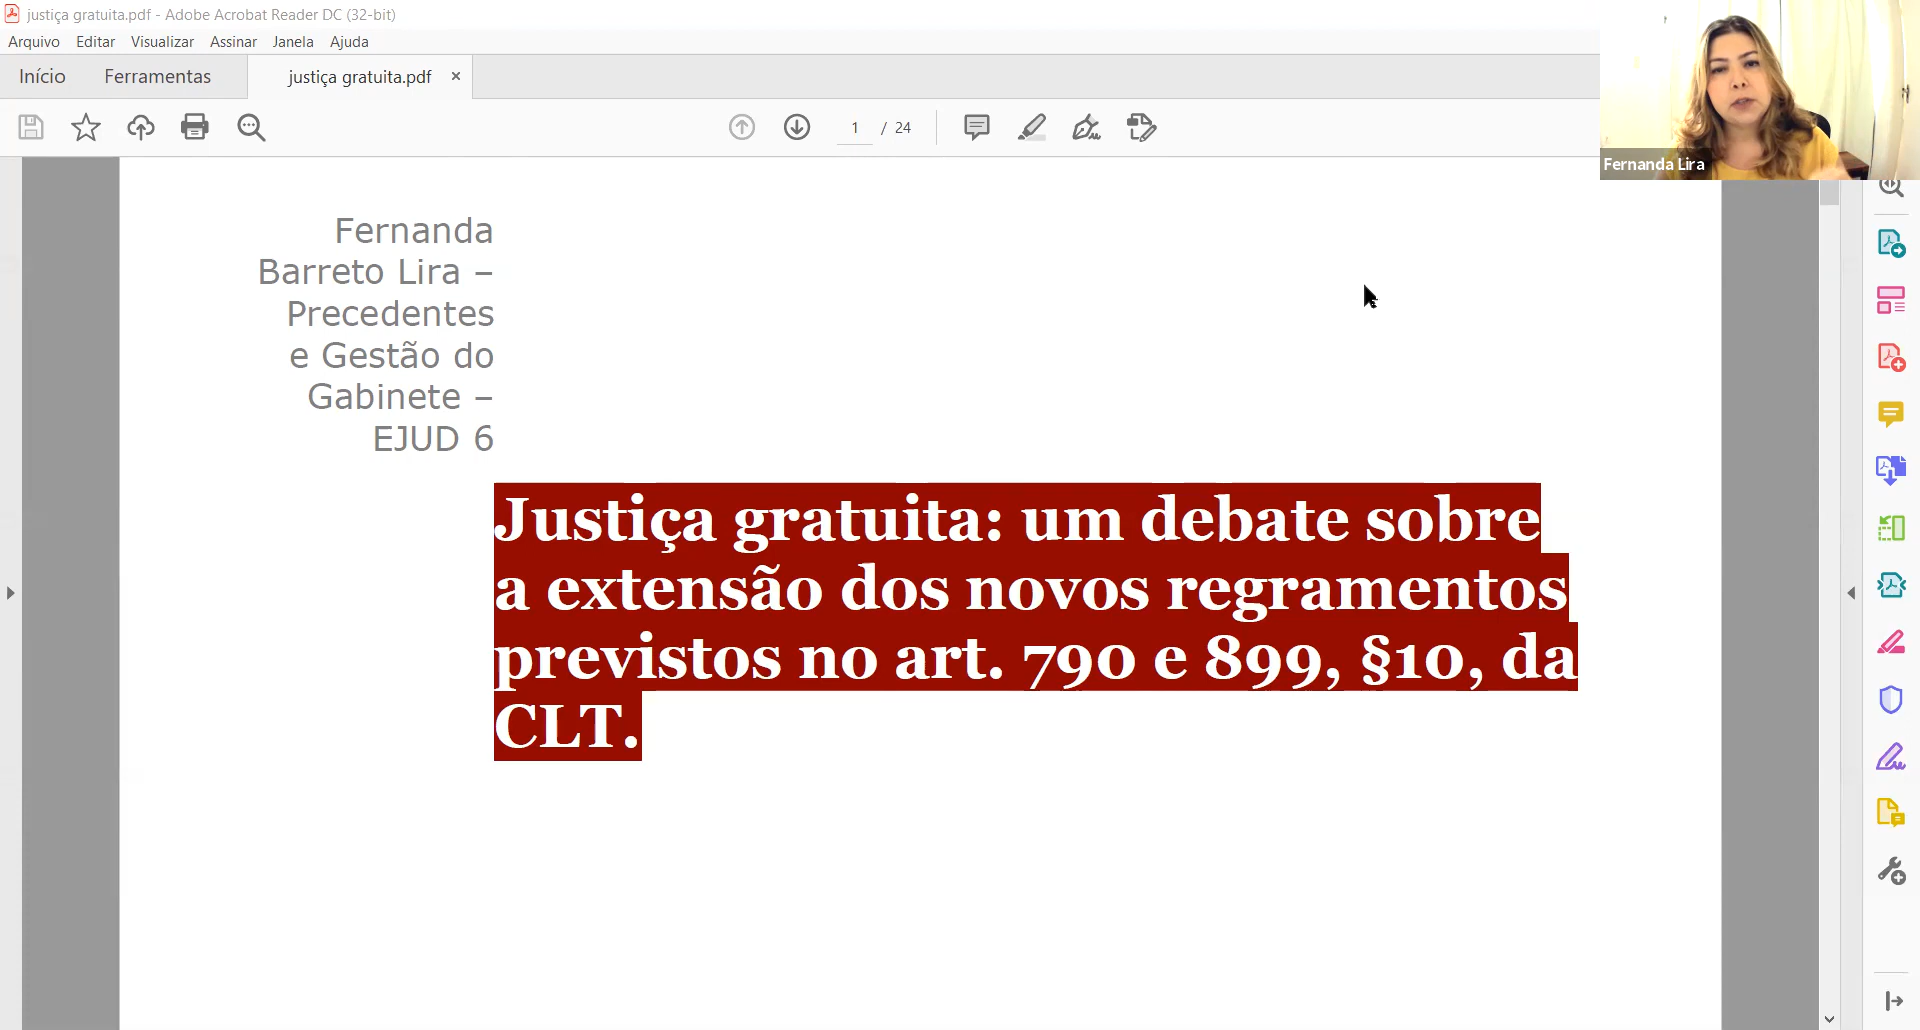 justiça gratuita.pdf - Adobe Acrobat Reader DC (32-bit)
Arquivo Editar Visualizar Assinar Janela Ajuda
Início Ferramentas justiça gratuita.pdf ×
1 / 24
Fernanda Lira
Fernanda
Barreto Lira –
Precedentes
e Gestão do
Gabinete –
EJUD 6
Justiça gratuita: um debate sobre
a extensão dos novos regramentos
previstos no art. 790 e 899, §10, da
CLT.